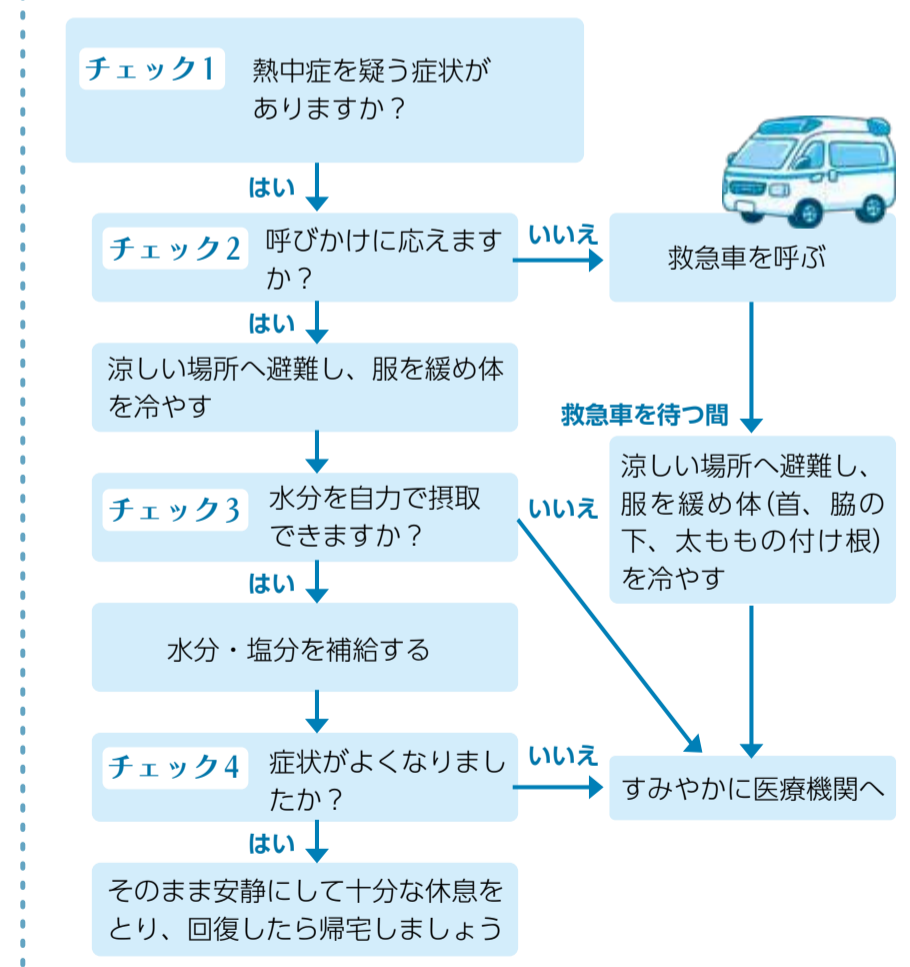 チェック1
熱中症を疑う症状が
ありますか？
はい
チェック2
呼びかけに応えます
か？
いいえ
救急車を呼ぶ
はい
涼しい場所へ避難し、服を緩め体
を冷やす
救急車を待つ間
涼しい場所へ避難し、
服を緩め体(首、脇の
下、太ももの付け根)
を冷やす
チェック3
水分を自力で摂取
できますか？
いいえ
はい
水分・塩分を補給する
チェック4
症状がよくなりまし
たか？
いいえ
すみやかに医療機関へ
はい
そのまま安静にして十分な休息を
とり、回復したら帰宅しましょう